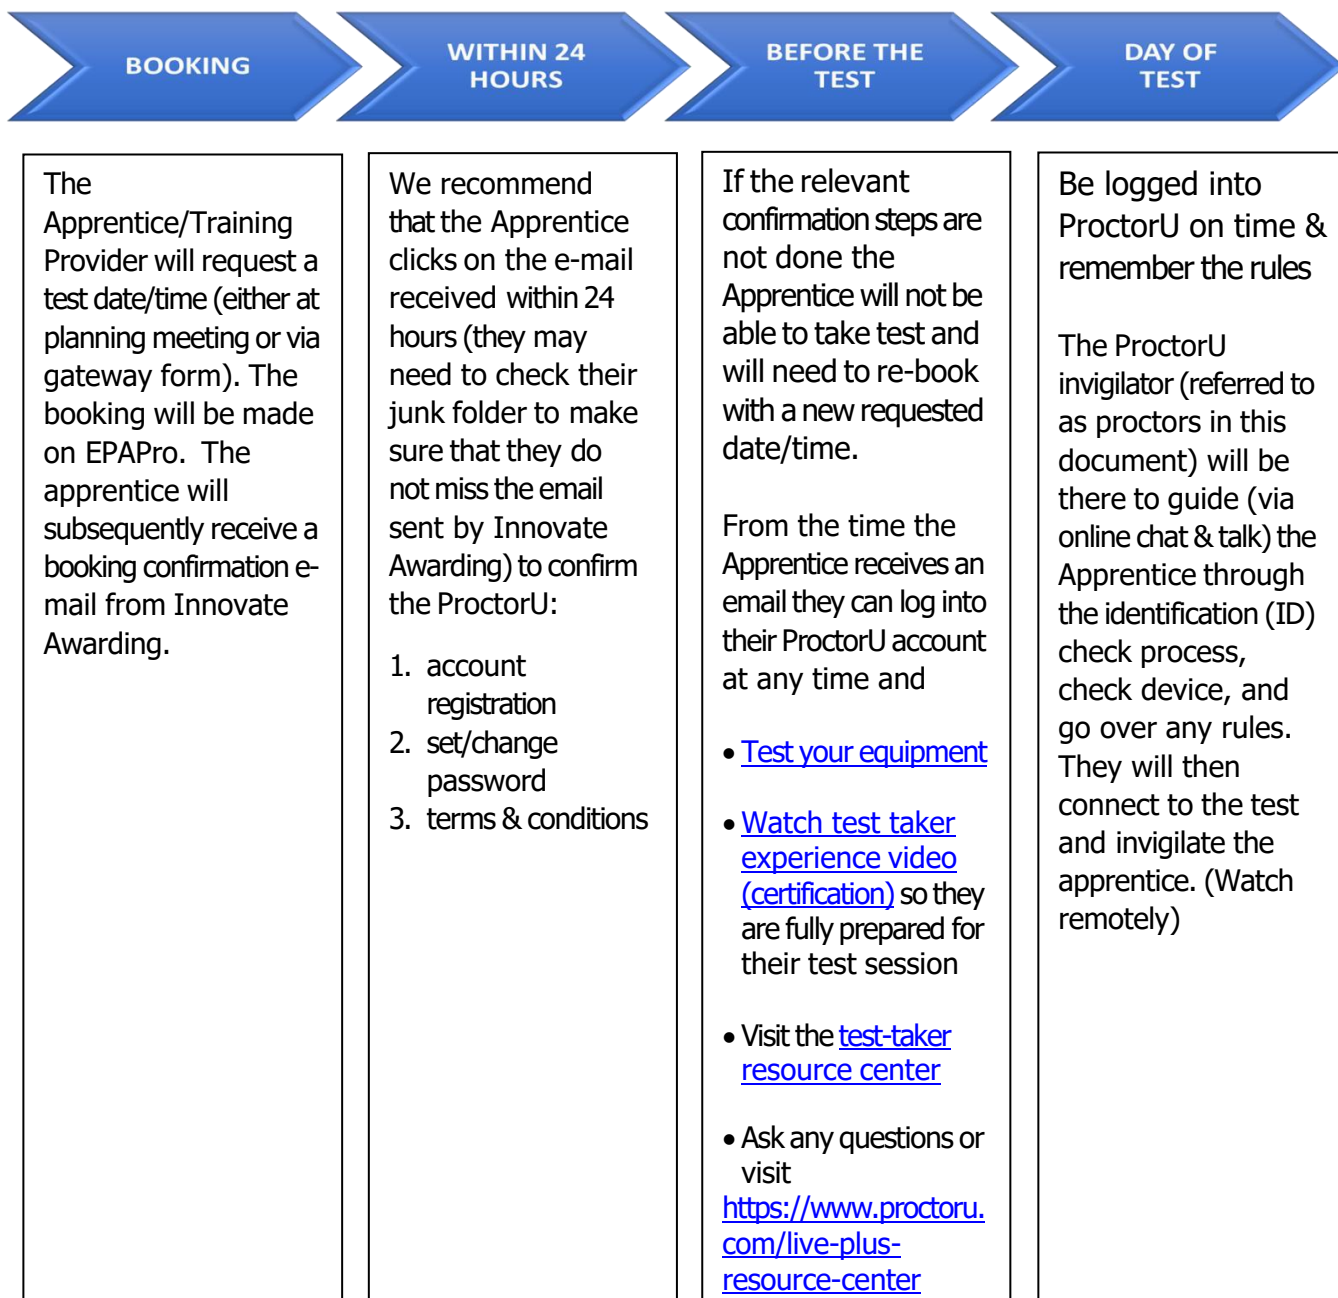 BOOKING
WITHIN 24
HOURS
BEFORE THE
TEST
DAY OF
TEST
The
Apprentice/Training
Provider will request a
test date/time (either at
planning meeting or via
gateway form). The
booking will be made
on EPAPro. The
apprentice will
subsequently receive a
booking confirmation e-
mail from Innovate
Awarding.
We recommend
that the Apprentice
clicks on the e-mail
received within 24
hours (they may
need to check their
junk folder to make
sure that they do
not miss the email
sent by Innovate
Awarding) to confirm
the ProctorU:
1. account
registration
2. set/change
password
3. terms & conditions
If the relevant
confirmation steps are
not done the
Apprentice will not be
able to take test and
will need to re-book
with a new requested
date/time.
From the time the
Apprentice receives an
email they can log into
their ProctorU account
at any time and
• Test your equipment
• Watch test taker
experience video
(certification) so they
are fully prepared for
their test session
• Visit the test-taker
resource center
• Ask any questions or
visit
https://www.proctoru.
com/live-plus-
resource-center
Be logged into
ProctorU on time &
remember the rules
The ProctorU
invigilator (referred to
as proctors in this
document) will be
there to guide (via
online chat & talk) the
Apprentice through
the identification (ID)
check process,
check device, and
go over any rules.
They will then
connect to the test
and invigilate the
apprentice. (Watch
remotely)